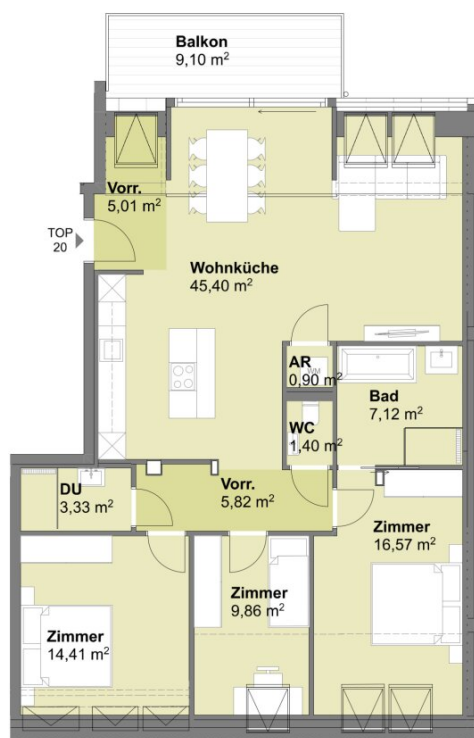 Balkon
9,10 m²
Vorr.
5,01 m²
TOP
20
Wohnküche
45,40 m²
AR
WM
0,90 m²
Bad
7,12 m²
WC
1,40 m²
DU
3,33 m²
Vorr.
5,82 m²
Zimmer
16,57 m²
Zimmer
9,86 m²
Zimmer
14,41 m²